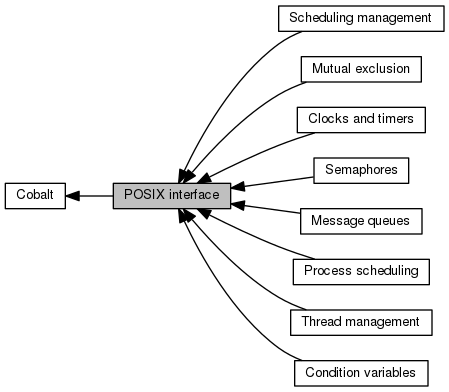 Scheduling management
Mutual exclusion
Clocks and timers
Semaphores
Cobalt
POSIX interface
Message queues
Process scheduling
Thread management
Condition variables